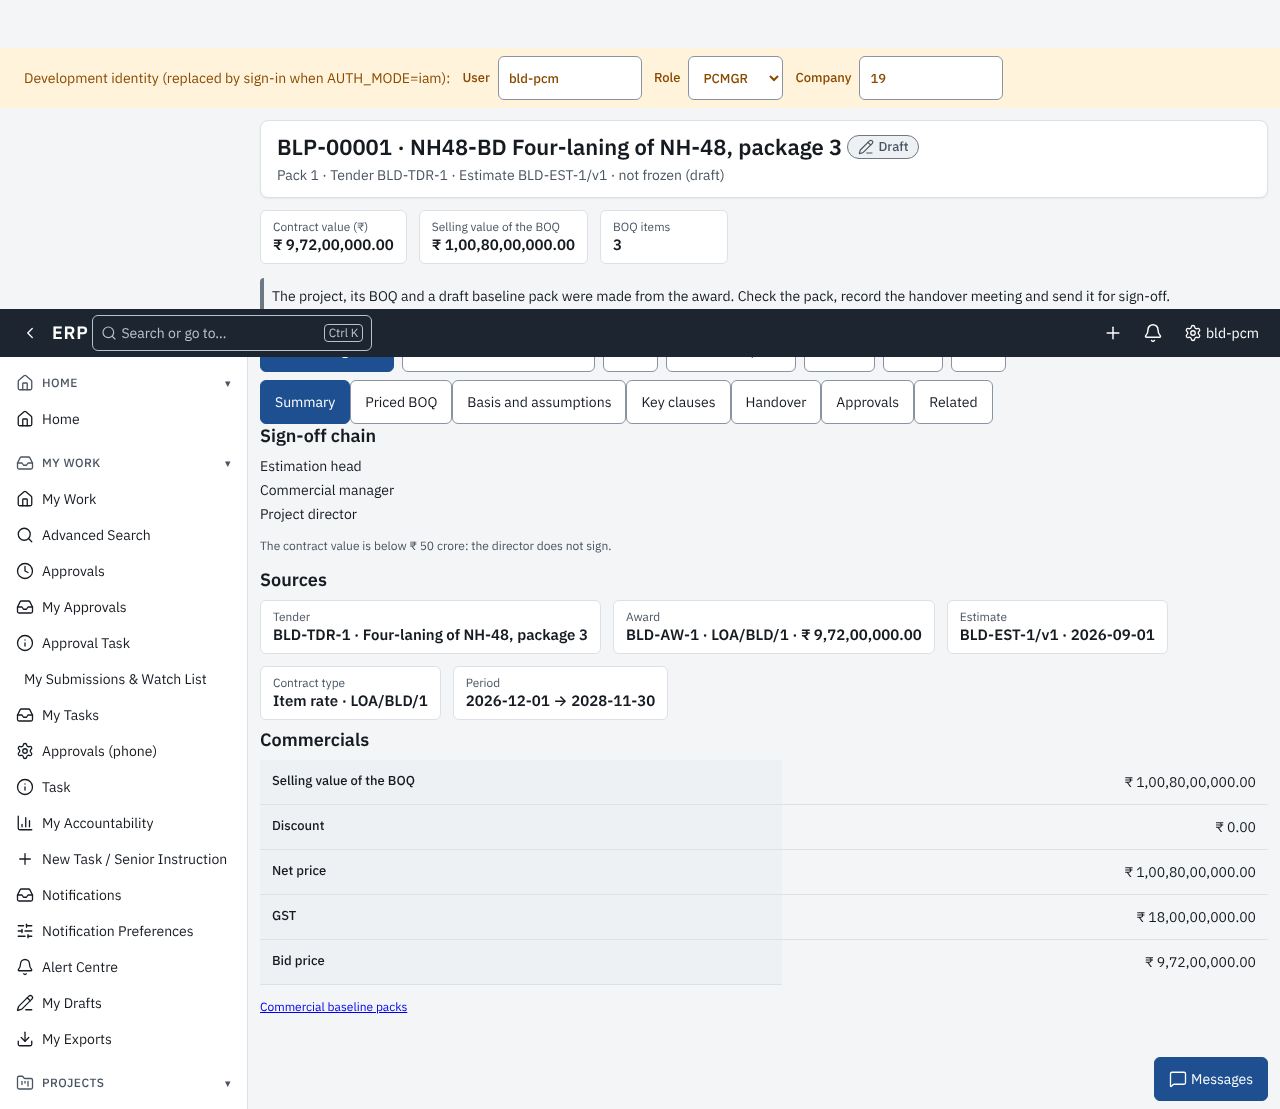 Development identity (replaced by sign-in when AUTH_MODE=iam): User bld-pcm Role PCMGR Company 19
BLP-00001 · NH48-BD Four-laning of NH-48, package 3 Draft
Pack 1 · Tender BLD-TDR-1 · Estimate BLD-EST-1/v1 · not frozen (draft)
Contract value (₹) Selling value of the BOQ BOQ items
₹ 9,72,00,000.00 ₹ 1,00,80,00,000.00 3
The project, its BOQ and a draft baseline pack were made from the award. Check the pack, record the handover meeting and send it for sign-off.
ERP Search or go to... Ctrl K bld-pcm
HOME
Home
MY WORK
My Work
Advanced Search
Approvals
My Approvals
Approval Task
My Submissions & Watch List
My Tasks
Approvals (phone)
Task
My Accountability
New Task / Senior Instruction
Notifications
Notification Preferences
Alert Centre
My Drafts
My Exports
PROJECTS
Summary Priced BOQ Basis and assumptions Key clauses Handover Approvals Related
Sign-off chain
Estimation head
Commercial manager
Project director
The contract value is below ₹ 50 crore: the director does not sign.
Sources
Tender Award Estimate
BLD-TDR-1 · Four-laning of NH-48, package 3 BLD-AW-1 · LOA/BLD/1 · ₹ 9,72,00,000.00 BLD-EST-1/v1 · 2026-09-01
Contract type Period
Item rate · LOA/BLD/1 2026-12-01 → 2028-11-30
Commercials
Selling value of the BOQ ₹ 1,00,80,00,000.00
Discount ₹ 0.00
Net price ₹ 1,00,80,00,000.00
GST ₹ 18,00,00,000.00
Bid price ₹ 9,72,00,000.00
Commercial baseline packs
Messages